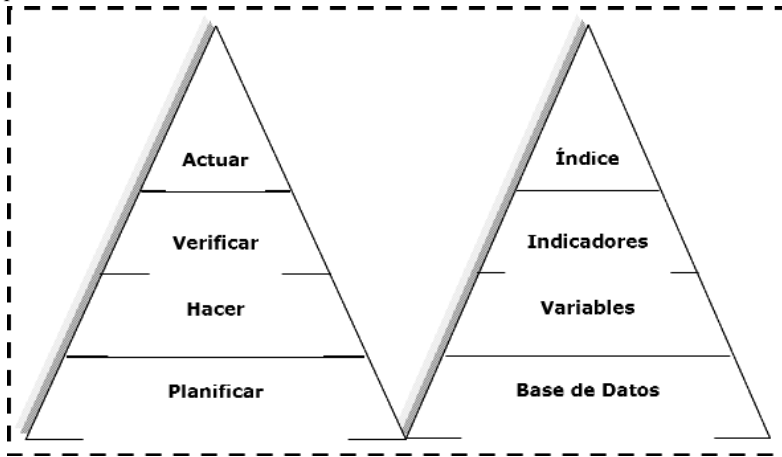 Actuar
Verificar
Hacer
Planificar
Índice
Indicadores
Variables
Base de Datos